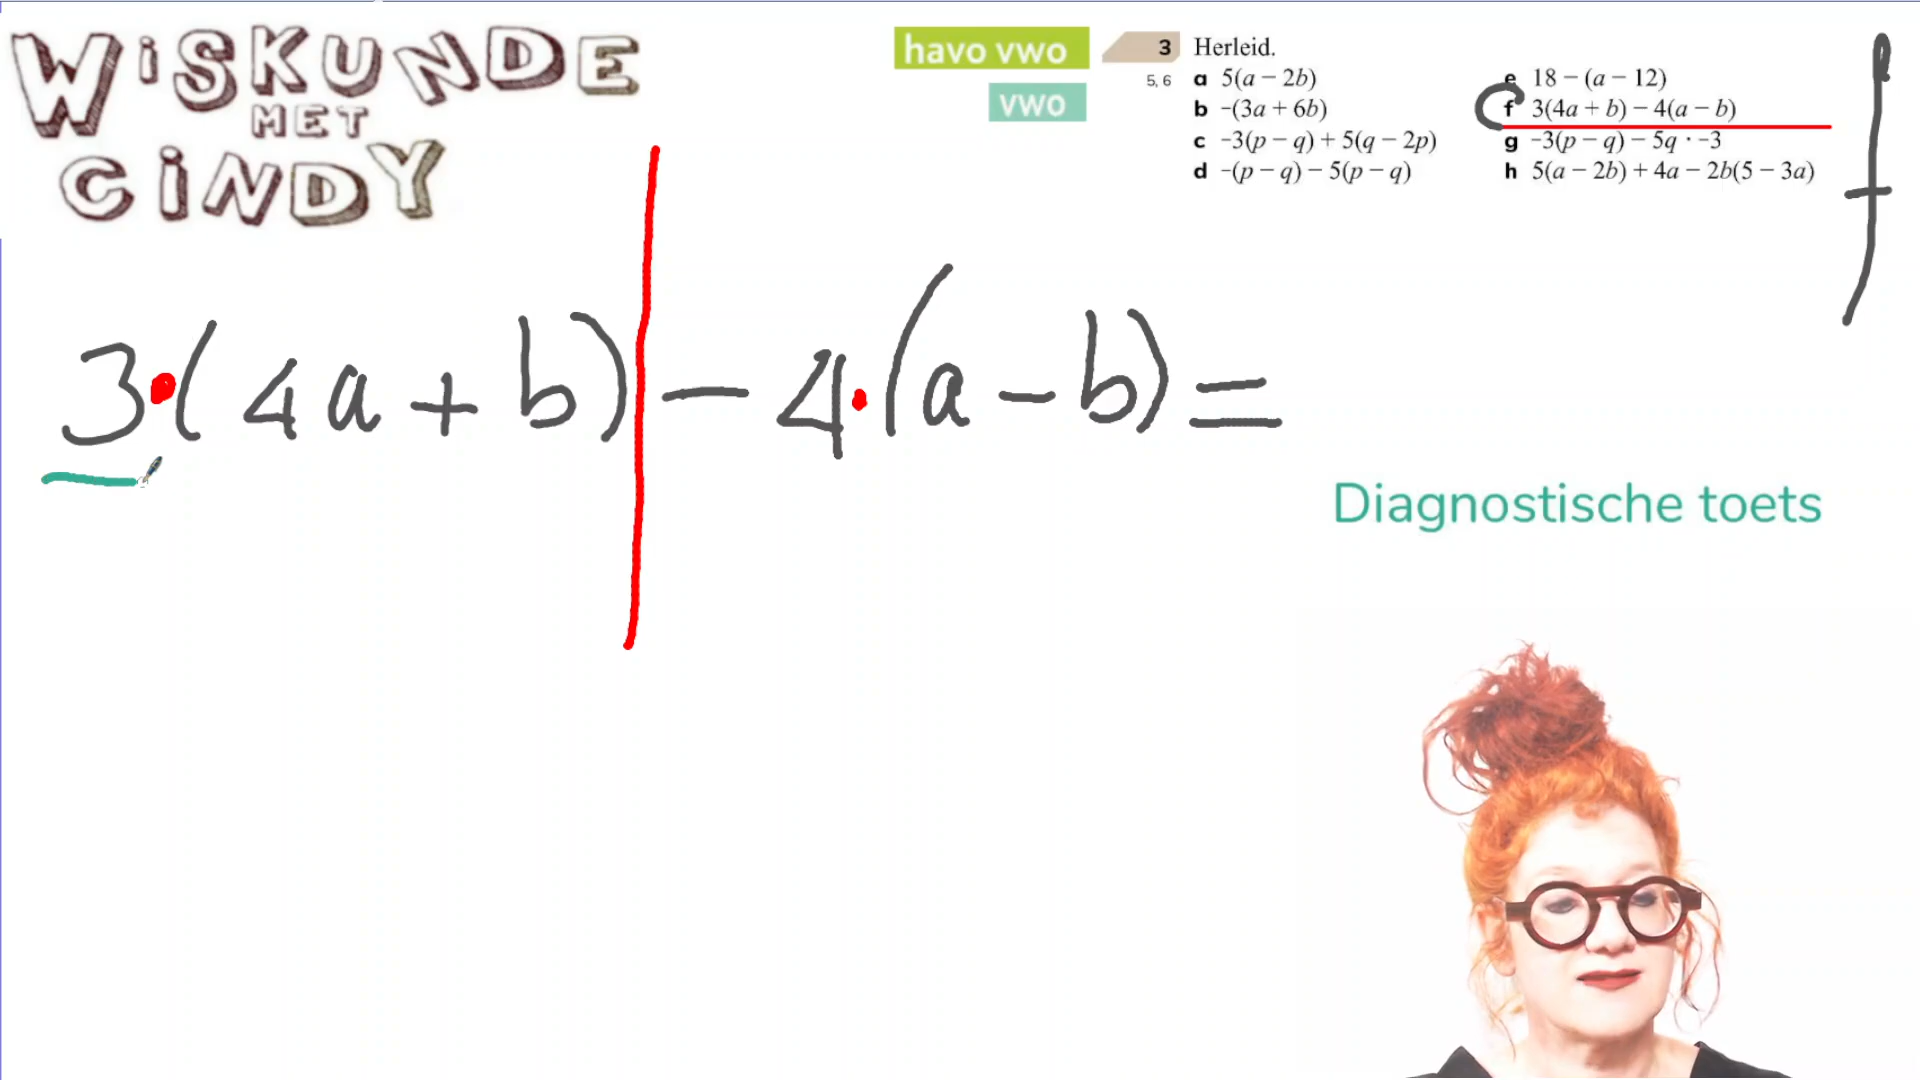 WiSKUNDE
MET
CiNDY
havo vwo
vwo
3 Herleid.
5, 6 a 5(a − 2b)
b -(3a + 6b)
c -3(p − q) + 5(q − 2p)
d -(p − q) − 5(p − q)
e 18 − (a − 12)
f 3(4a + b) − 4(a − b)
g -3(p − q) − 5q · -3
h 5(a − 2b) + 4a − 2b(5 − 3a)
f
3·(4a + b) − 4·(a − b) =
Diagnostische toets